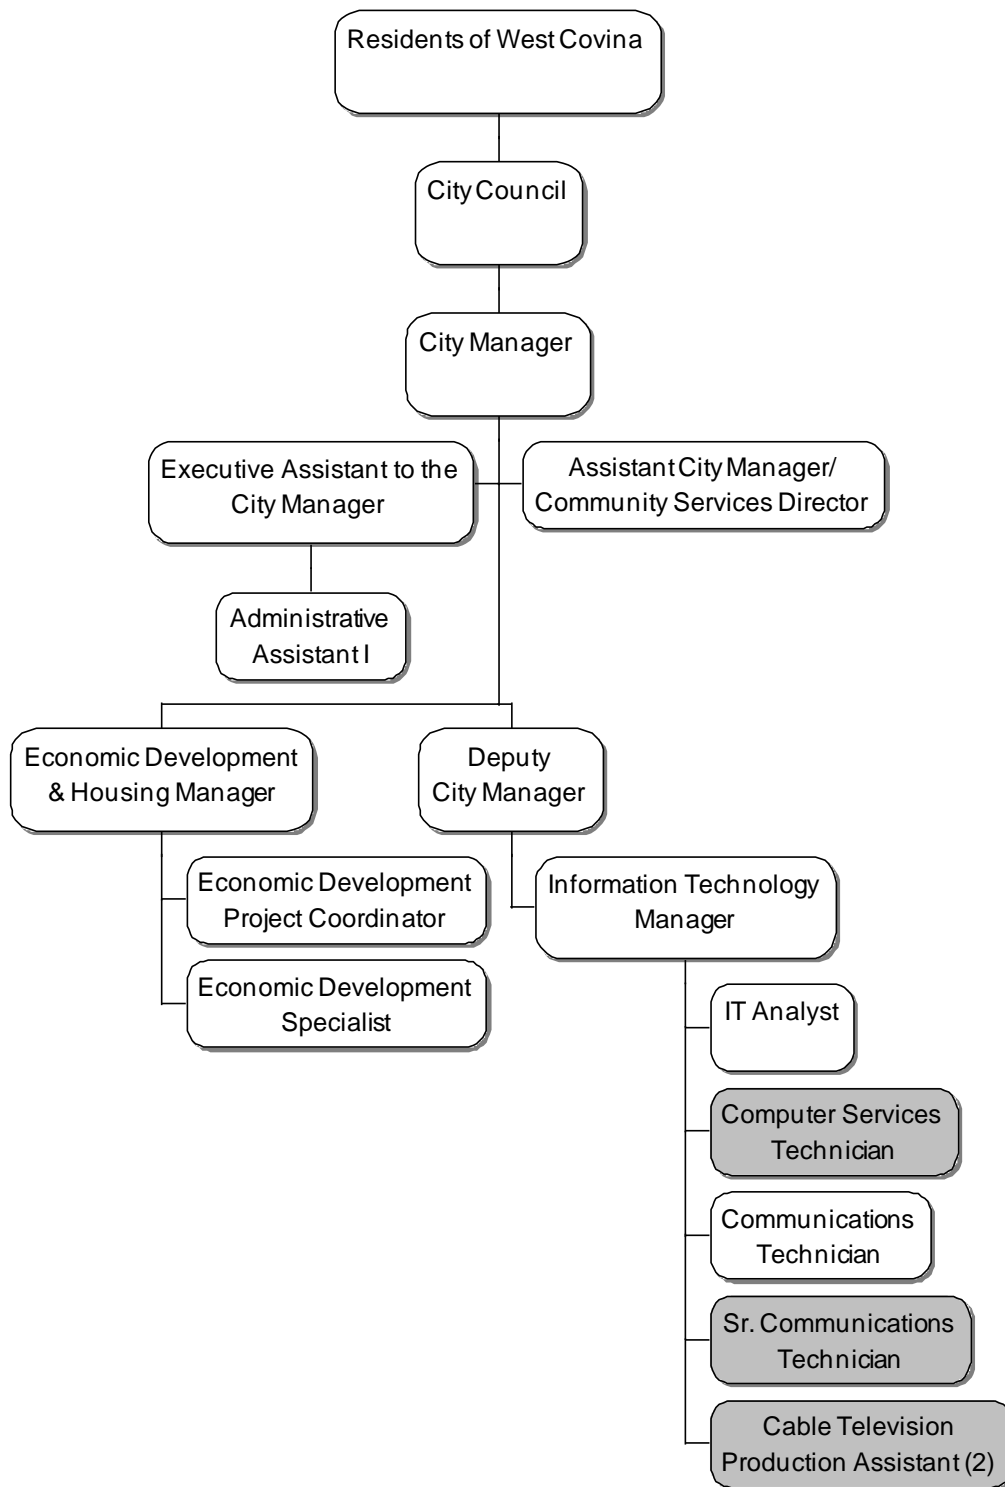 Residents of West Covina
City Council
City Manager
Executive Assistant to the
City Manager
Assistant City Manager/
Community Services Director
Administrative
Assistant I
Economic Development
& Housing Manager
Deputy
City Manager
Economic Development
Project Coordinator
Information Technology
Manager
Economic Development
Specialist
IT Analyst
Computer Services
Technician
Communications
Technician
Sr. Communications
Technician
Cable Television
Production Assistant (2)